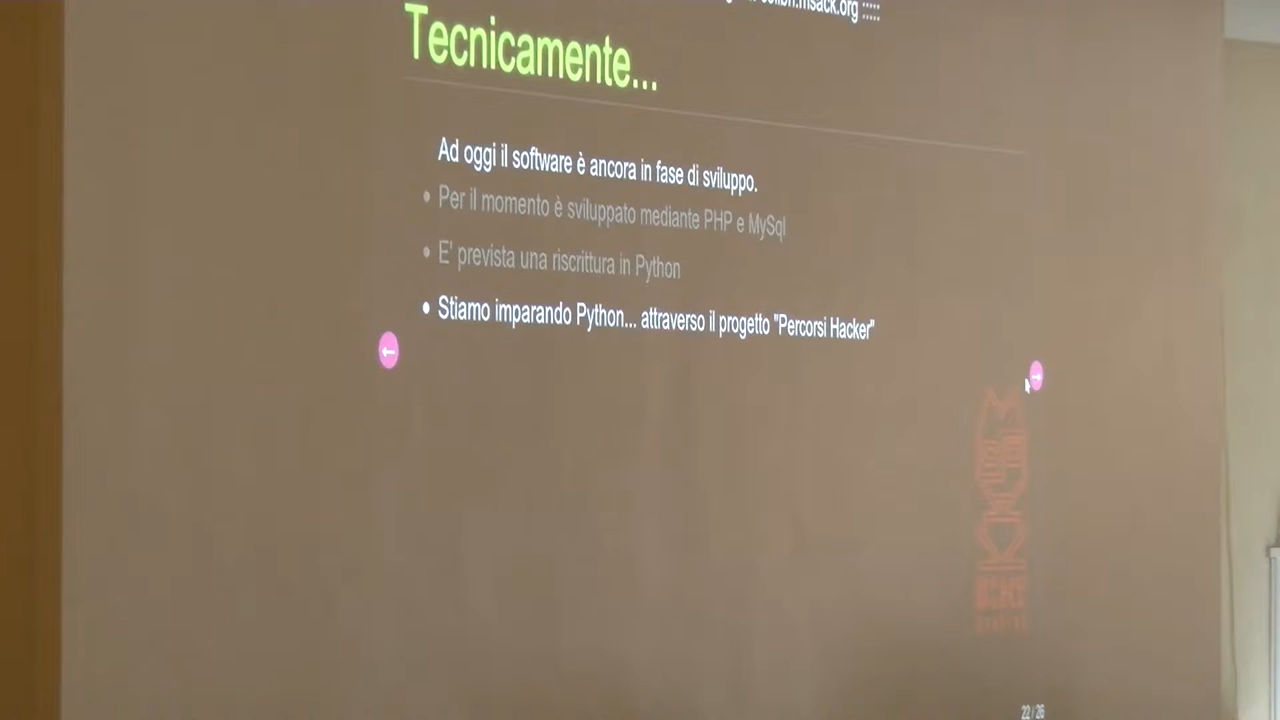 Tecnicamente...
Ad oggi il software è ancora in fase di sviluppo.
• Per il momento è sviluppato mediante PHP e MySql
• E' prevista una riscrittura in Python
• Stiamo imparando Python... attraverso il progetto "Percorsi Hacker"
22 / 26